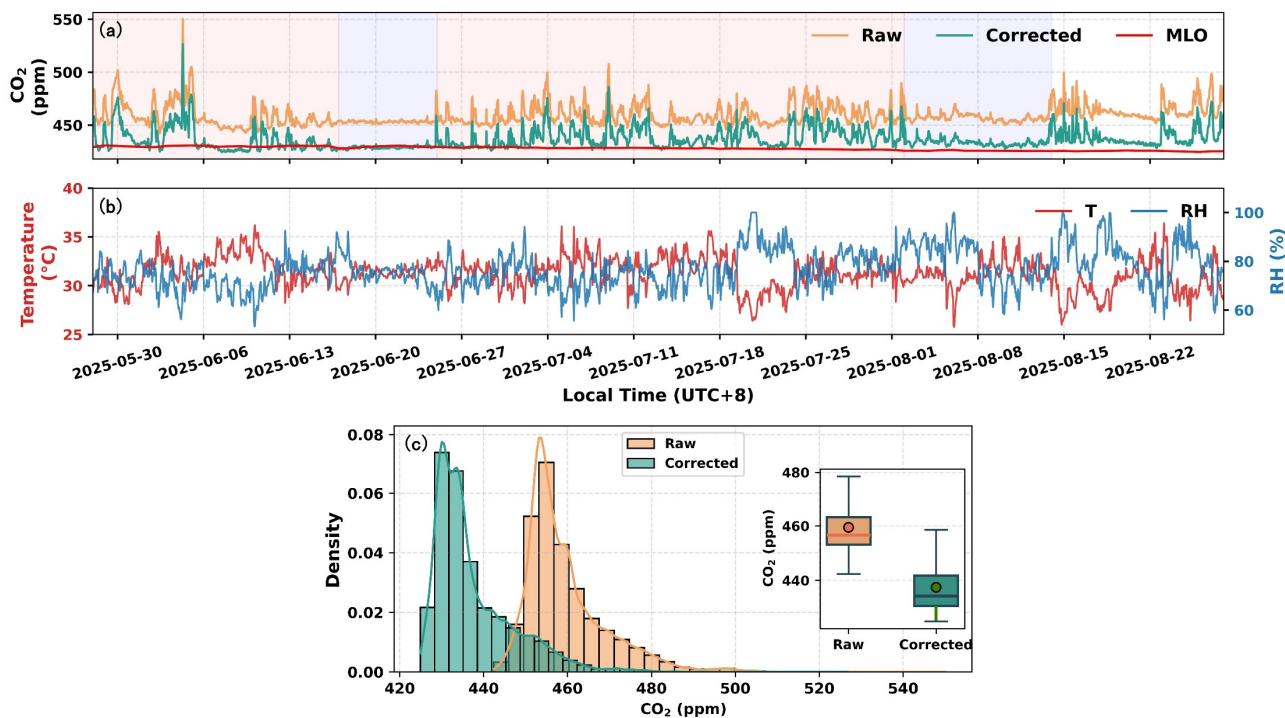 (a)
Raw
Corrected
MLO
CO₂
(ppm)
550
500
450
(b)
T
RH
Temperature
(°C)
40
35
30
25
RH (%)
100
80
60
2025-05-30
2025-06-06
2025-06-13
2025-06-20
2025-06-27
2025-07-04
2025-07-11
2025-07-18
2025-07-25
2025-08-01
2025-08-08
2025-08-15
2025-08-22
Local Time (UTC+8)
(c)
Raw
Corrected
Density
0.08
0.06
0.04
0.02
0.00
420
440
460
480
500
520
540
CO₂ (ppm)
CO₂ (ppm)
480
460
440
Raw
Corrected